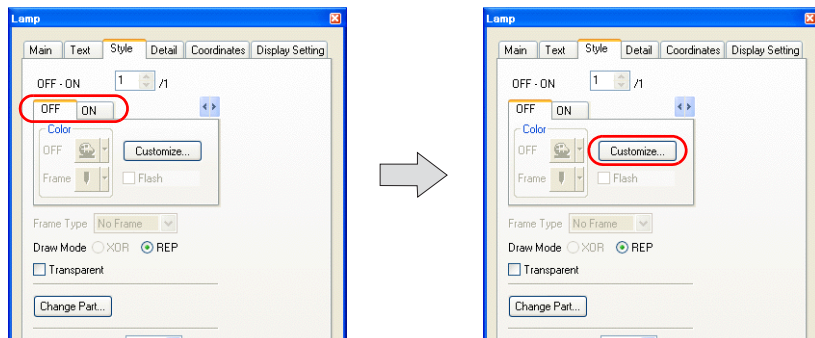 Lamp
Main Text Style Detail Coordinates Display Setting
OFF - ON 1 /1
OFF ON
Color
OFF Customize...
Frame Flash
Frame Type No Frame
Draw Mode XOR REP
Transparent
Change Part...
Lamp
Main Text Style Detail Coordinates Display Setting
OFF - ON 1 /1
OFF ON
Color
OFF Customize...
Frame Flash
Frame Type No Frame
Draw Mode XOR REP
Transparent
Change Part...